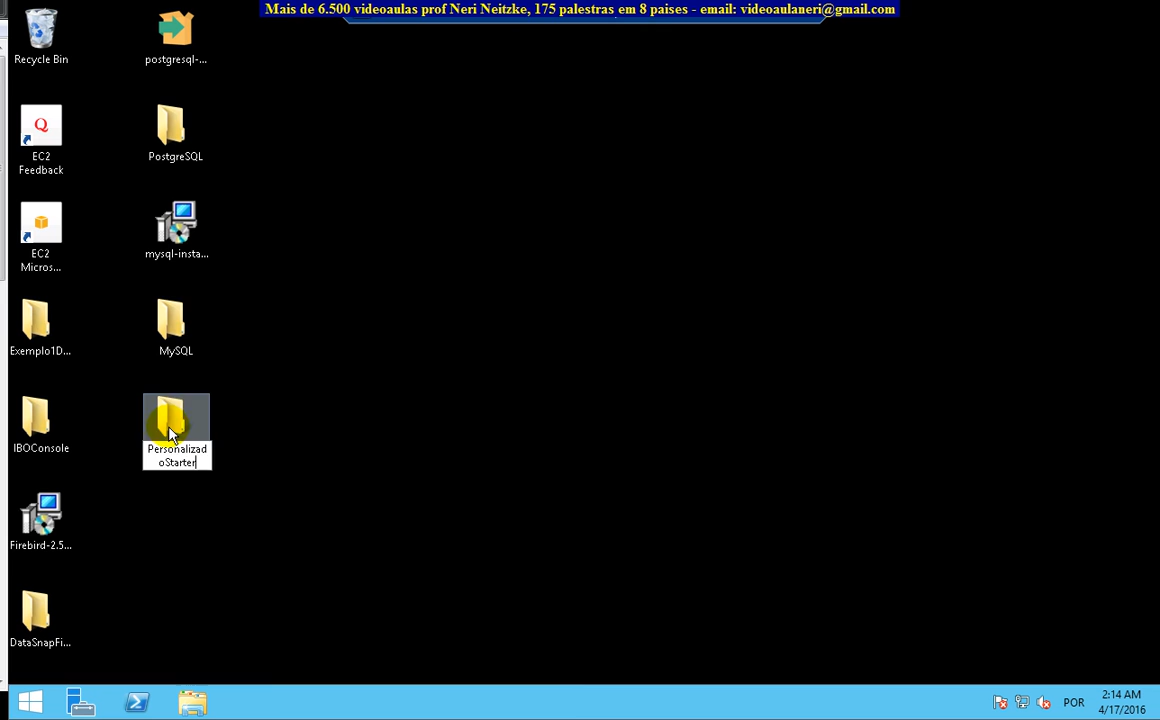 Mais de 6.500 videoaulas prof Neri Neitzke, 175 palestras em 8 paises - email: videoaulaneri@gmail.com
Recycle Bin
postgresql-...
EC2
Feedback
PostgreSQL
EC2
Micros...
mysql-insta...
Exemplo1D...
MySQL
IBOConsole
Personalizad
oStarter
Firebird-2.5...
DataSnapFi...
POR
2:14 AM
4/17/2016